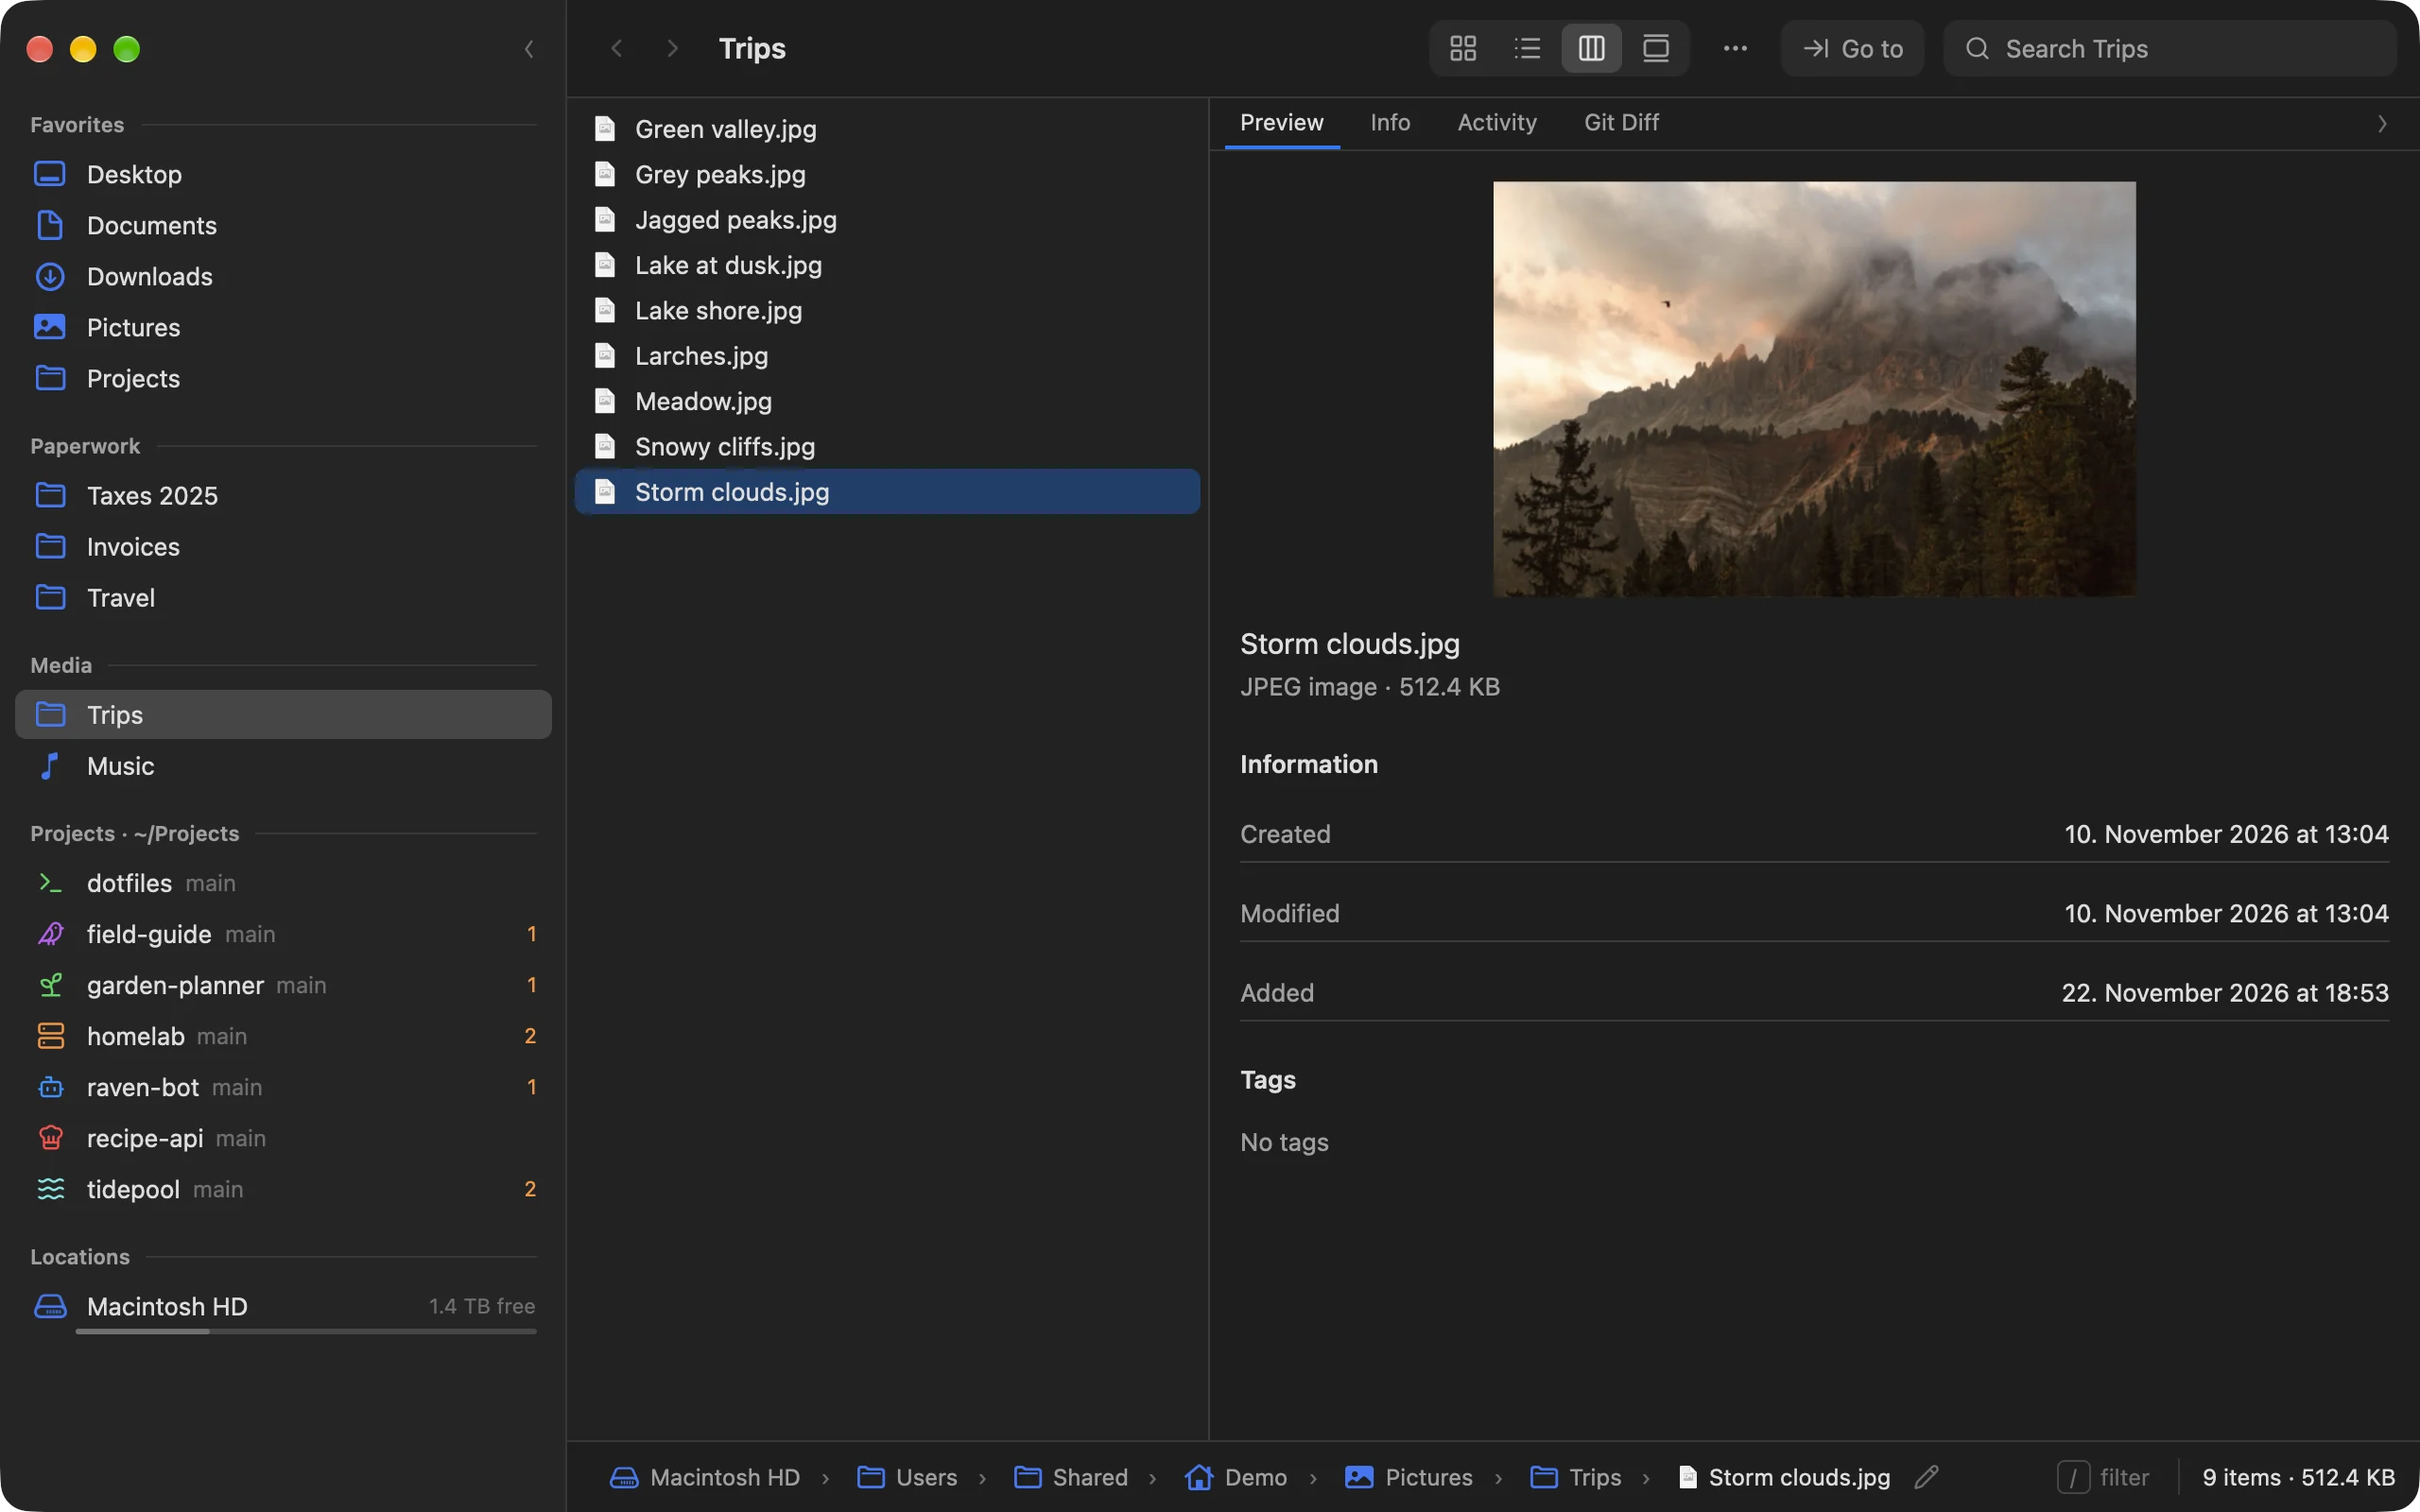 Trips
Go to
Search Trips
Favorites
Desktop
Documents
Downloads
Pictures
Projects
Paperwork
Taxes 2025
Invoices
Travel
Media
Trips
Music
Projects · ~/Projects
dotfiles main
field-guide main 1
garden-planner main 1
homelab main 2
raven-bot main 1
recipe-api main
tidepool main 2
Locations
Macintosh HD 1.4 TB free
Green valley.jpg
Grey peaks.jpg
Jagged peaks.jpg
Lake at dusk.jpg
Lake shore.jpg
Larches.jpg
Meadow.jpg
Snowy cliffs.jpg
Storm clouds.jpg
Preview Info Activity Git Diff
Storm clouds.jpg
JPEG image · 512.4 KB
Information
Created 10. November 2026 at 13:04
Modified 10. November 2026 at 13:04
Added 22. November 2026 at 18:53
Tags
No tags
Macintosh HD › Users › Shared › Demo › Pictures › Trips › Storm clouds.jpg
/ filter
9 items · 512.4 KB